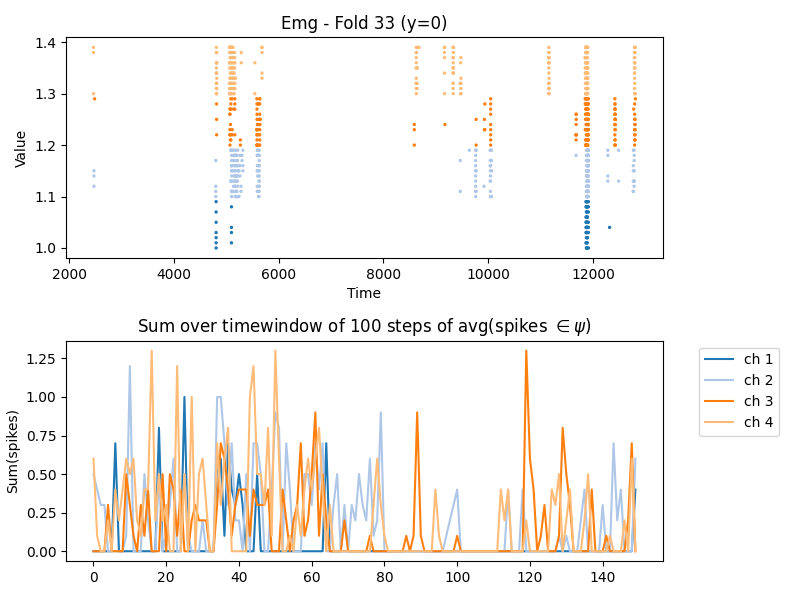 Emg - Fold 33 (y=0)
Value
1.4
1.3
1.2
1.1
1.0
2000 4000 6000 8000 10000 12000
Time
Sum over timewindow of 100 steps of avg(spikes ∈ψ)
Sum(spikes)
1.25
1.00
0.75
0.50
0.25
0.00
0 20 40 60 80 100 120 140
ch 1
ch 2
ch 3
ch 4